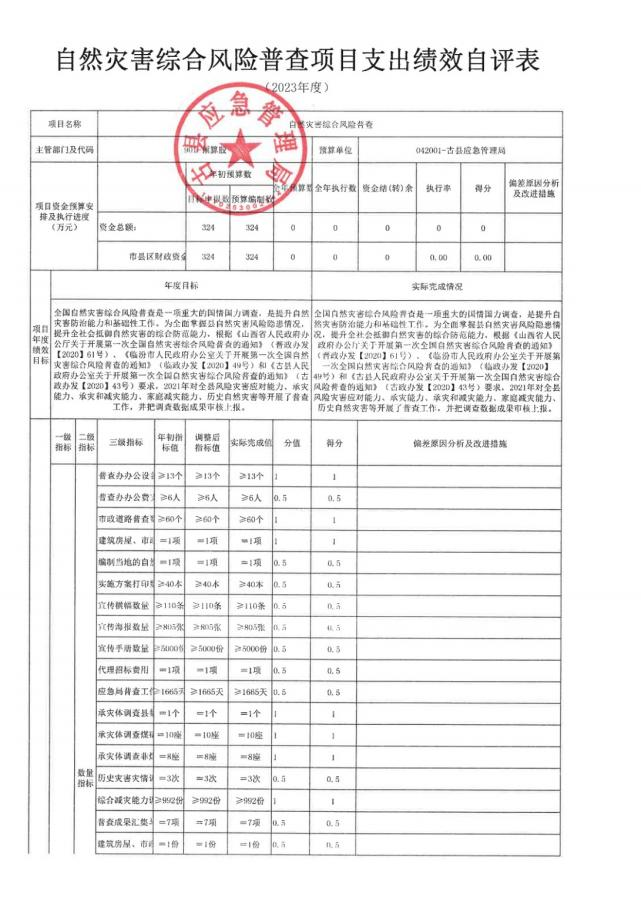 自然灾害综合风险普查项目支出绩效自评表
（2023年度）
项目名称 自然灾害综合风险普查
主管部门及代码 预算股 预算单位 042001-古县应急管理局
项目资金预算安排及执行进度（万元） 年初预算数 全年预算数 全年执行数 资金结(转)余 执行率 得分 偏差原因分析及改进措施
目标申报数 预算编制数
资金总额： 324 324 0 0 0 0 0
市县区财政资金 324 324 0 0 0 0.00 0.00
项目年度绩效目标 年度目标 实际完成情况
全国自然灾害综合风险普查是一项重大的国情国力调查，是提升自然
灾害防治能力和基础性工作。为全面掌握县自然灾害风险隐患情况，
提升全社会抵御自然灾害的综合防范能力，根据《山西省人民政府办
公厅关于开展第一次全国自然灾害综合风险普查的通知》（晋政办发
【2020】61号）、《临汾市人民政府办公室关于开展第一次全国自然
灾害综合风险普查的通知》（临政办发【2020】49号）和《古县人民
政府办公室关于开展第一次全国自然灾害综合风险普查的通知》（古
政办发【2020】43号）要求，2021年对全县风险灾害应对能力、承灾
能力、承灾和减灾能力、家庭减灾能力、历史自然灾害等开展了普查
工作，并把调查数据成果审核上报。
全国自然灾害综合风险普查是一项重大的国情国力调查，是提升自
然灾害防治能力和基础性工作。为全面掌握县自然灾害风险隐患情
况，提升全社会抵御自然灾害的综合防范能力，根据《山西省人民
政府办公厅关于开展第一次全国自然灾害综合风险普查的通知》
（晋政办发【2020】61号）、《临汾市人民政府办公室关于开展第
一次全国自然灾害综合风险普查的通知》（临政办发【2020】
49号）和《古县人民政府办公室关于开展第一次全国自然灾害综合
风险普查的通知》（古政办发【2020】43号）要求，2021年对全县
风险灾害应对能力、承灾能力、承灾和减灾能力、家庭减灾能力、
历史自然灾害等开展了普查工作，并把调查数据成果审核上报。
一级指标 二级指标 三级指标 年初指标值 调整后指标值 实际完成值 分值 得分 偏差原因分析及改进措施
数量指标
普查办办公设 ≥13个 ≥13个 ≥13个 1 1
普查办办公费 ≥6人 ≥6人 ≥6人 0.5 0.5
市政道路普查 ≥60个 ≥60个 ≥60个 1 1
建筑房屋、市政 ＝1项 ＝1项 ＝1项 1 1
编制当地的自然 ＝1项 ＝1项 ＝1项 0.5 0.5
实施方案打印 ≥40本 ≥40本 ≥40本 0.5 0.5
宣传横幅数量 ≥110条 ≥110条 ≥110条 0.5 0.5
宣传海报数量 ≥805张 ≥805张 ≥805张 0.5 0.5
宣传手册数量 ≥5000份 ≥5000份 ≥5000份 0.5 0.5
代理招标费用 ＝1项 ＝1项 ＝1项 0.5 0.5
应急局普查工作 ≥1665天 ≥1665天 ≥1665天 0.5 0.5
承灾体调查县 ＝1个 ＝1个 ＝1个 1 1
承灾体调查煤 ＝10座 ＝10座 ＝10座 1 1
承灾体调查非煤 ＝8座 ＝8座 ＝8座 1 1
历史灾害灾情 ＝3次 ＝3次 ＝3次 0.5 0.5
综合减灾能力 ≥992份 ≥992份 ≥992份 1 1
普查成果汇集 ＝7项 ＝7项 ＝7项 0.5 0.5
建筑房屋、市政 ＝1份 ＝1份 ＝1份 0.5 0.5
古县应急管理局